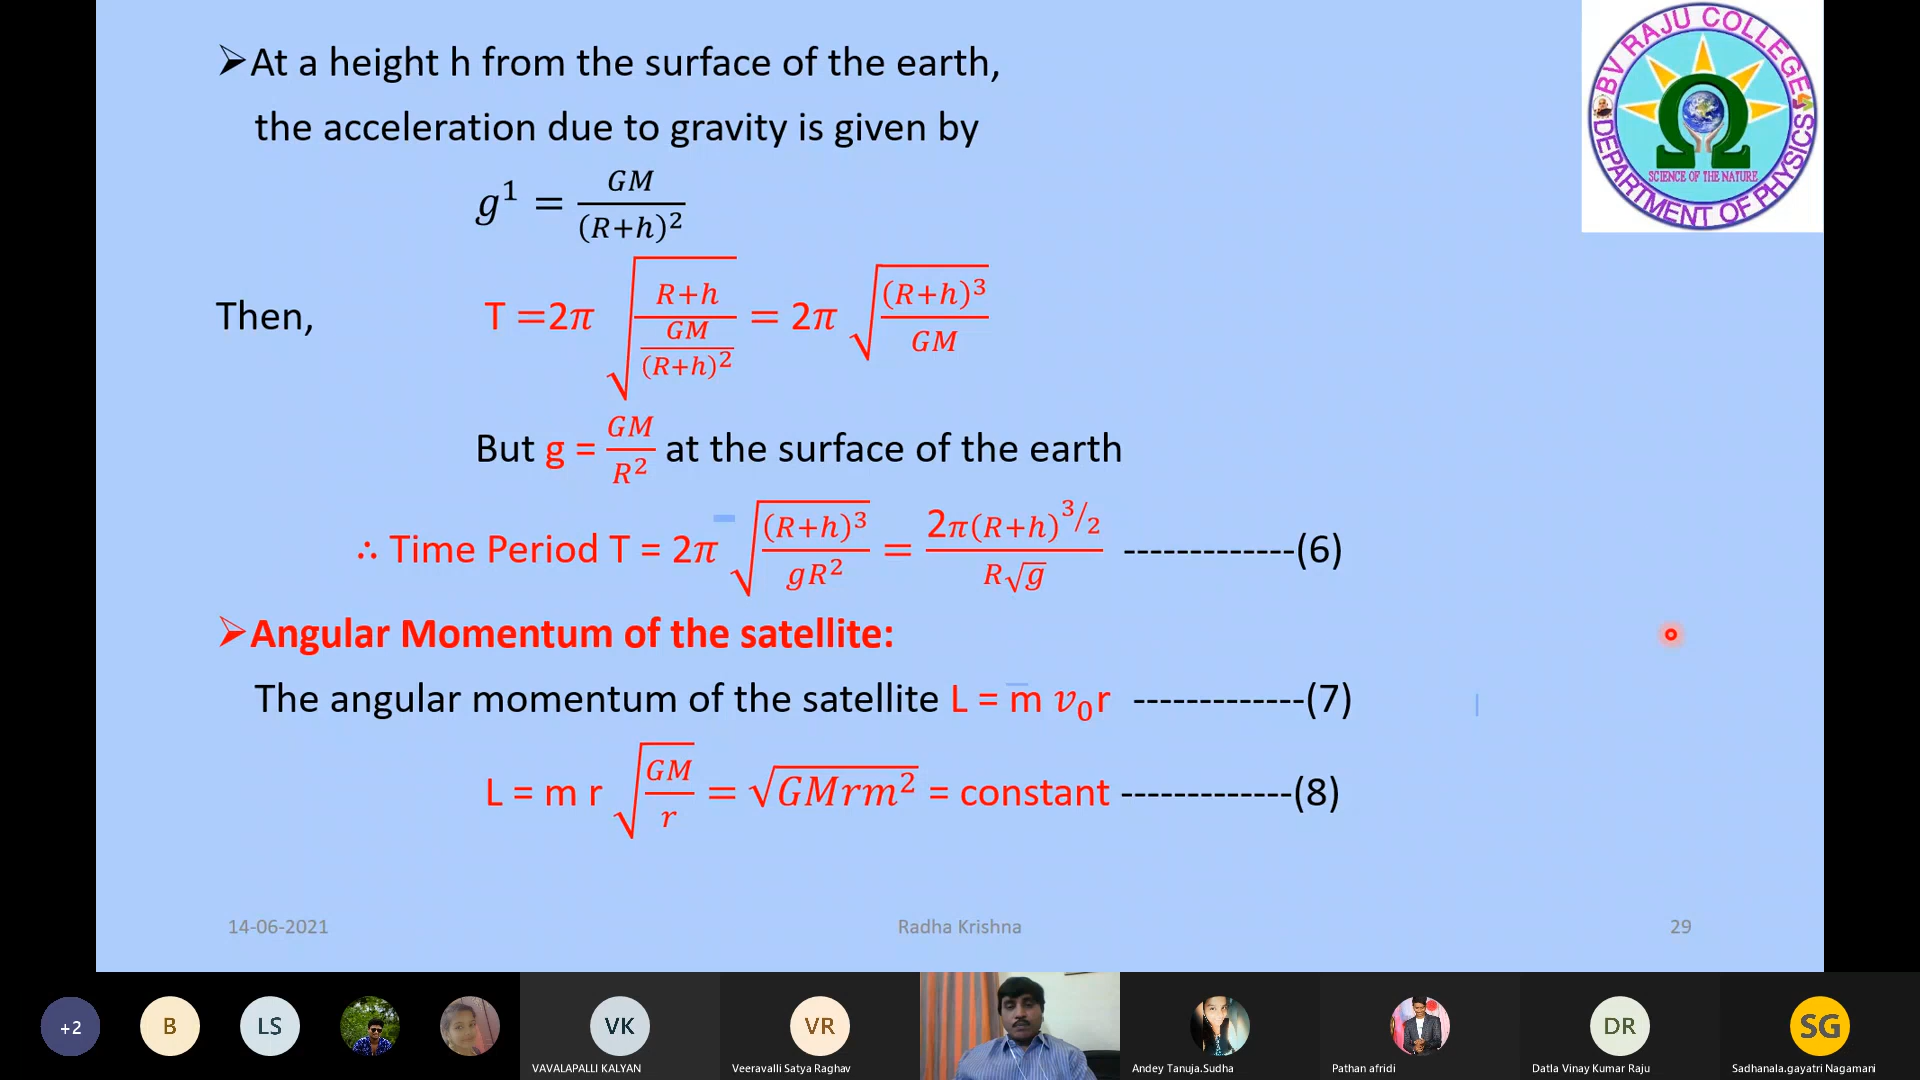 ➢At a height h from the surface of the earth,
the acceleration due to gravity is given by
g¹ = GM/(R+h)²
Then, T =2π √((R+h)/(GM/(R+h)²)) = 2π √((R+h)³/GM)
But g = GM/R² at the surface of the earth
∴ Time Period T = 2π √((R+h)³/gR²) = 2π(R+h)^3/2 / R√g -------------(6)
➢Angular Momentum of the satellite:
The angular momentum of the satellite L = m v₀r -------------(7)
L = m r √(GM/r) = √(GMrm²) = constant -------------(8)
14-06-2021 Radha Krishna 29
BV RAJU COLLEGE
SCIENCE OF THE NATURE
DEPARTMENT OF PHYSICS
+2 B LS VK VR DR SG
VAVALAPALLI KALYAN Veeravalli Satya Raghav Andey Tanuja.Sudha Pathan afridi Datla Vinay Kumar Raju Sadhanala.gayatri Nagamani